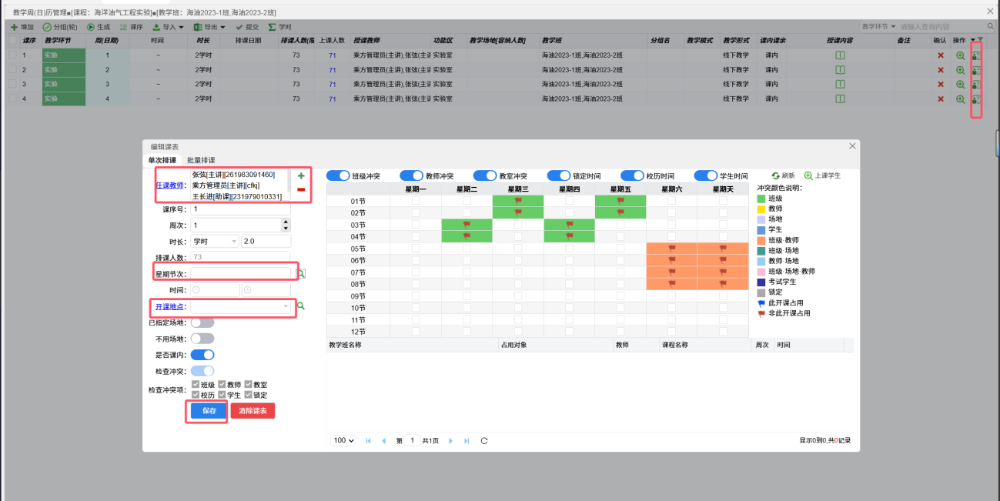 教学周(日)历管理■[课程：海洋油气工程实验]■[教学班：海油2023-1班,海油2023-2班]
增加 分组(轮) 生成 课序 导入 导出 提交 学时 教学环节 请输入查询内容
课序 教学环节 周(日期) 时间 时长 排课日期 排课人数(席 上课人数 授课教师 功能区 教学场地[容纳人数] 教学班 分组名 教学模式 教学形式 课内课余 授课内容 备注 确认 操作
1 实验 1 ~ 2学时 73 71 乘方管理员(主讲),张弦(主讲 实验室 海油2023-1班,海油2023-2班 线下教学 课内
2 实验 2 ~ 2学时 73 71 乘方管理员(主讲),张弦(主讲 实验室 海油2023-1班,海油2023-2班 线下教学 课内
3 实验 3 ~ 2学时 73 71 乘方管理员(主讲),张弦(主讲 实验室 海油2023-1班,海油2023-2班 线下教学 课内
4 实验 4 ~ 2学时 73 71 乘方管理员(主讲),张弦(主讲 实验室 海油2023-1班,海油2023-2班 线下教学 课内
编辑课表
单次排课 批量排课
任课教师:
张弦[主讲][261983091460]
乘方管理员[主讲][cfkj]
王长进[助课][231979010331]
课序号: 1
周次: 1
时长: 学时 2.0
排课人数: 73
星期节次:
时间:
开课地点:
已指定场地:
不用场地:
是否课内:
检查冲突:
检查冲突项: 班级 教师 教室
校历 学生 锁定
保存 清除课表
班级冲突 教师冲突 教室冲突 锁定时间 校历时间 学生时间 刷新 上课学生
星期一 星期二 星期三 星期四 星期五 星期六 星期天
01节
02节
03节
04节
05节
06节
07节
08节
09节
10节
11节
12节
冲突颜色说明:
班级
教师
场地
学生
班级·教师
班级·场地
教师·场地
班级·场地·教师
考试学生
锁定
此开课占用
非此开课占用
教学班名称 占用对象 教师 课程名称 周次 时间
100 第 1 共1页 显示0到0,共0记录